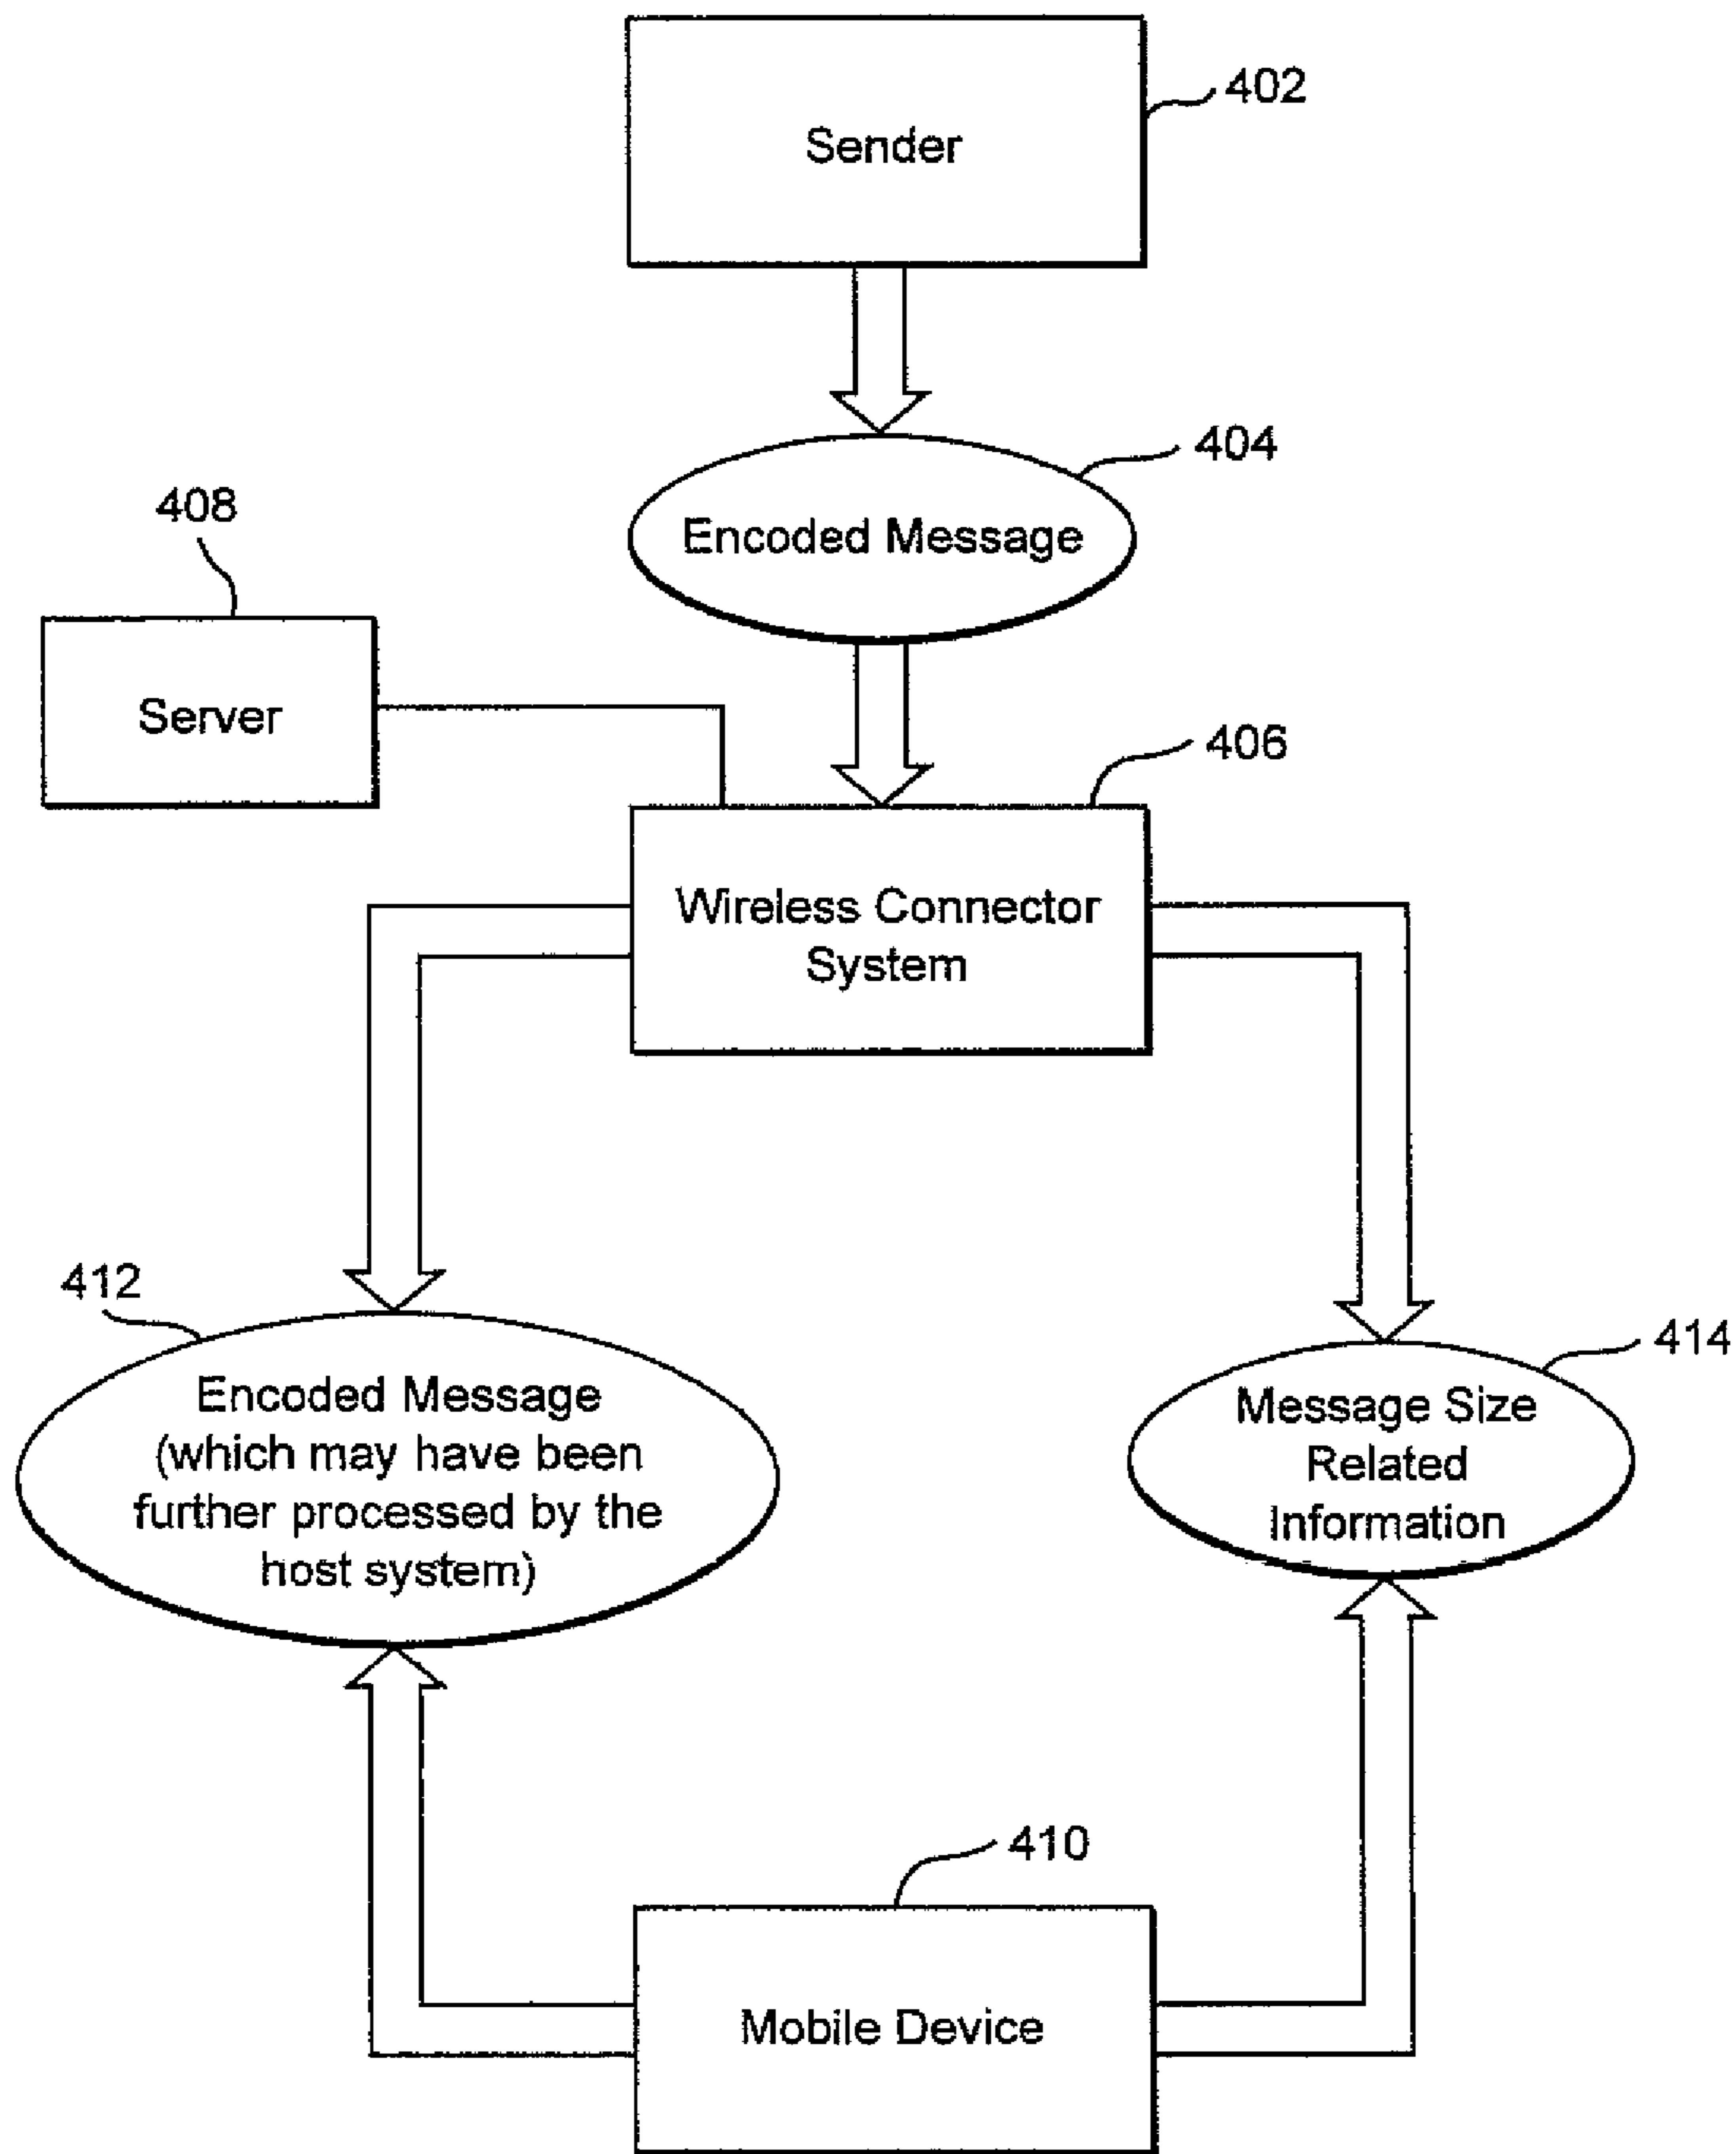 402
Sender
404
Encoded Message
408
Server
406
Wireless Connector
System
412
Encoded Message
(which may have been
further processed by the
host system)
414
Message Size
Related
Information
410
Mobile Device